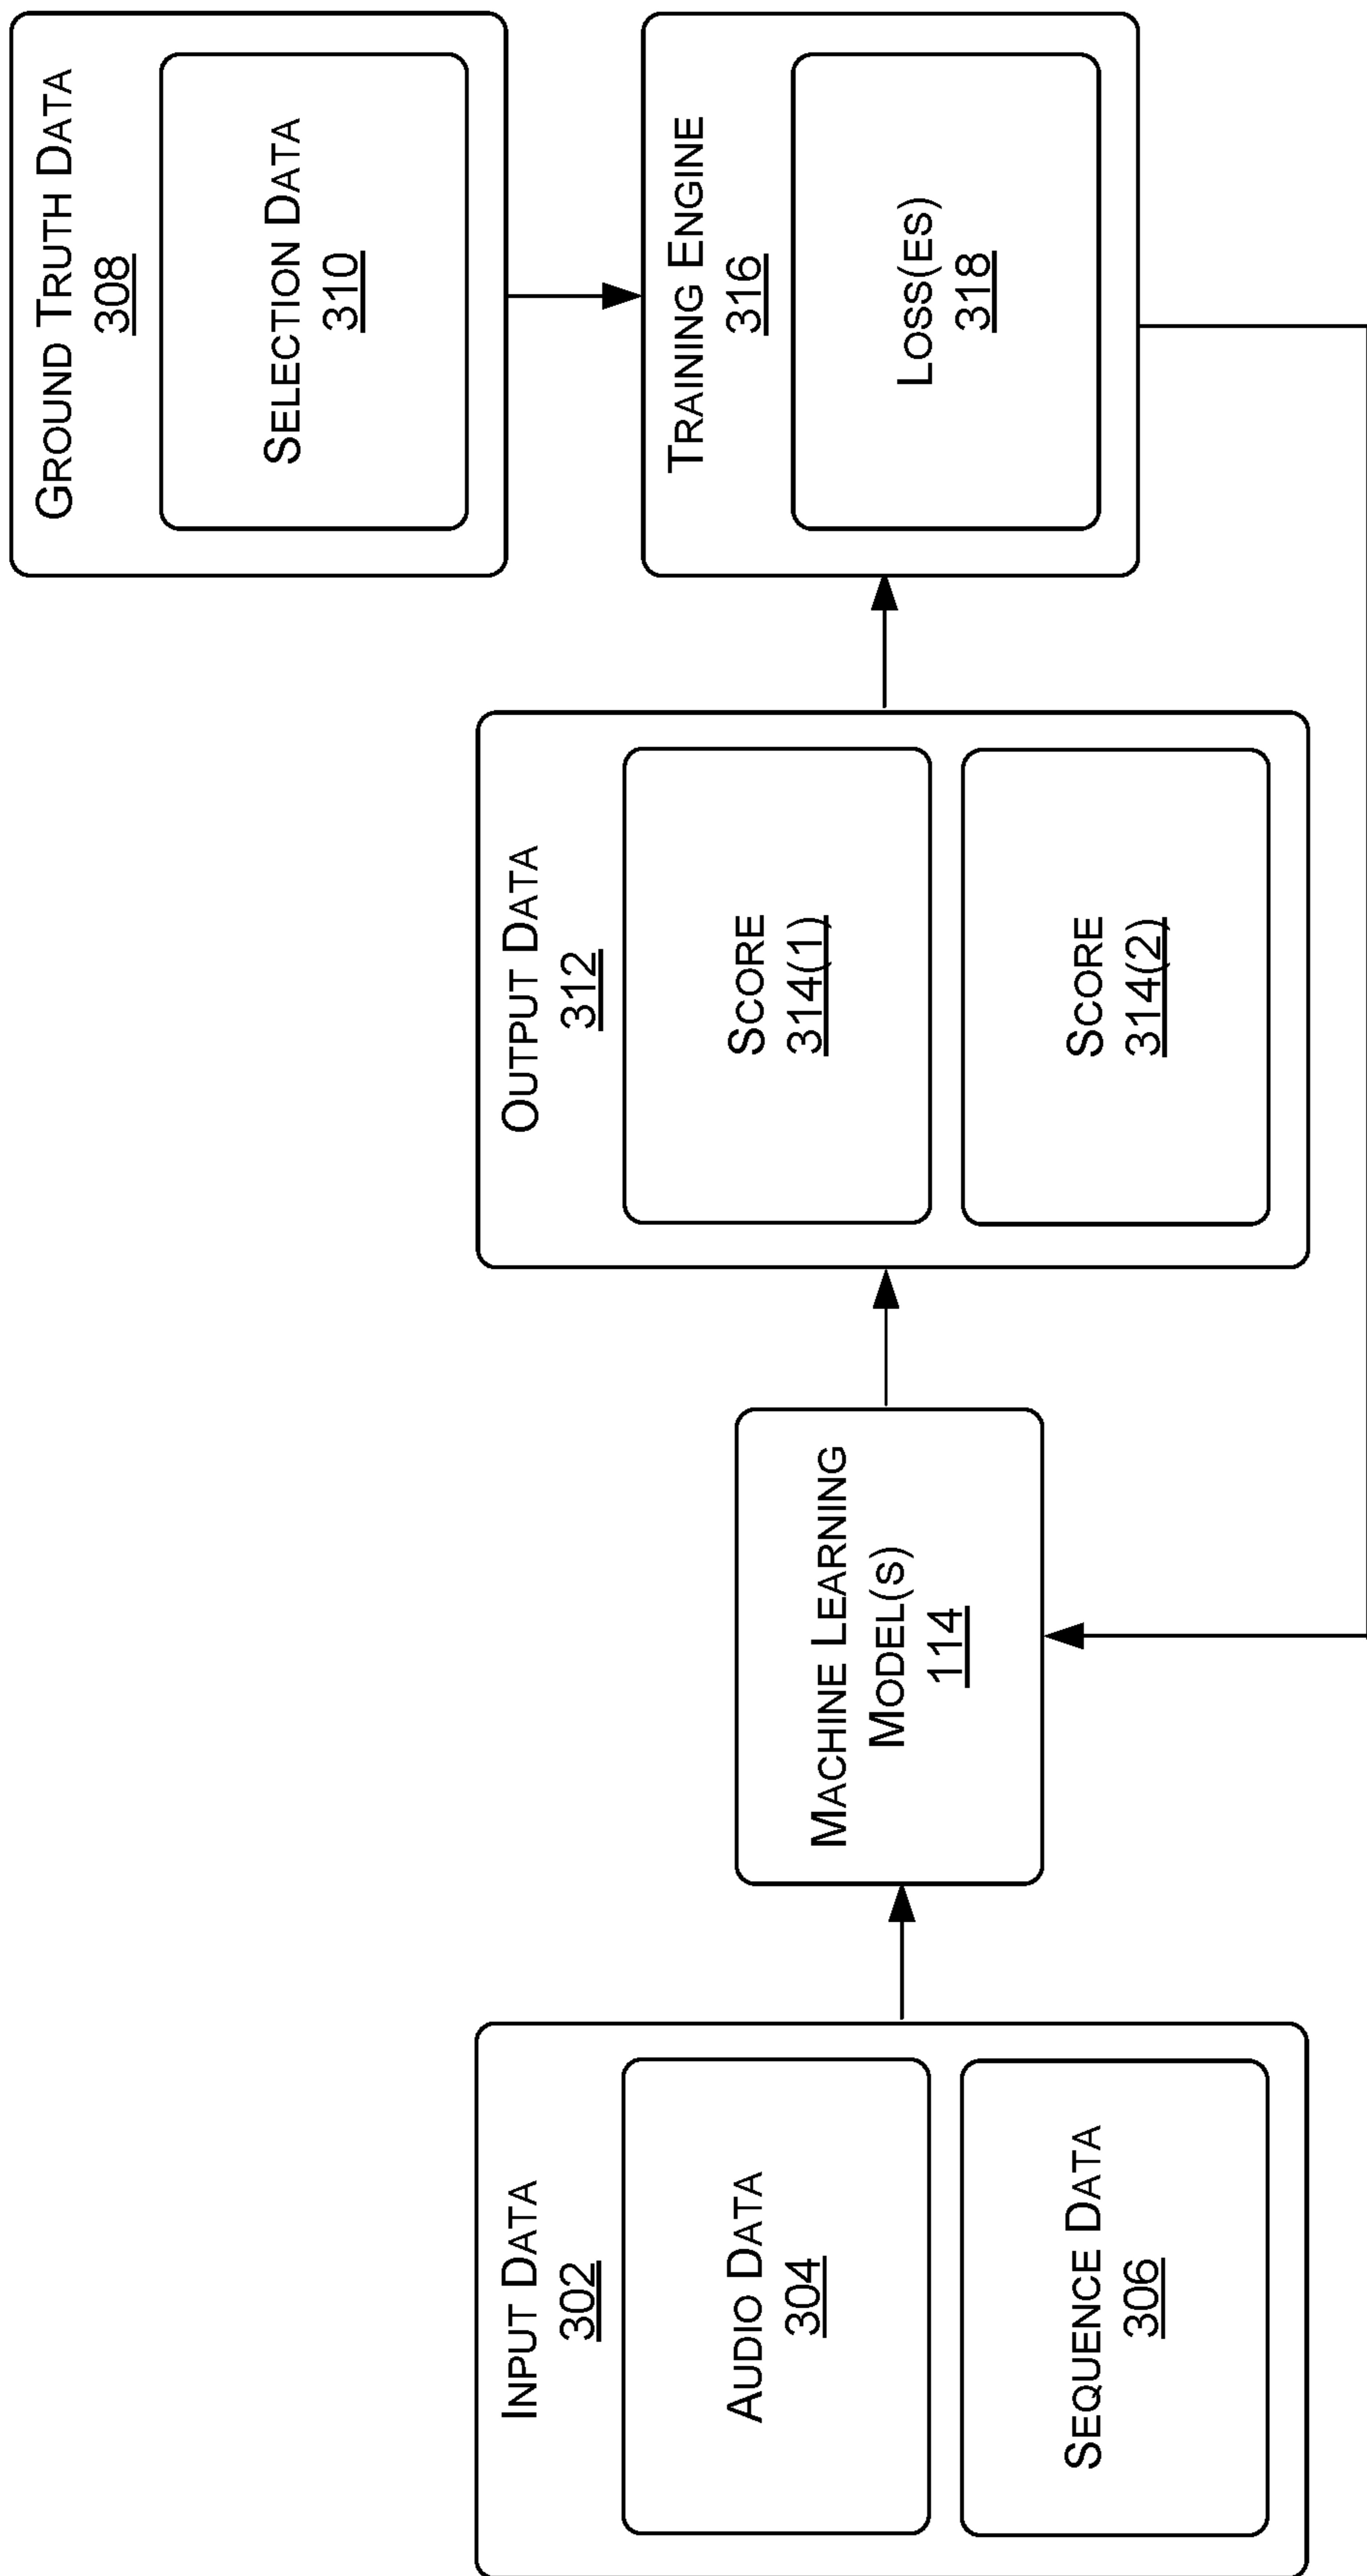 GROUND TRUTH DATA
308
SELECTION DATA
310
INPUT DATA
302
AUDIO DATA
304
SEQUENCE DATA
306
MACHINE LEARNING
MODEL(S)
114
OUTPUT DATA
312
SCORE
314(1)
SCORE
314(2)
TRAINING ENGINE
316
LOSS(ES)
318